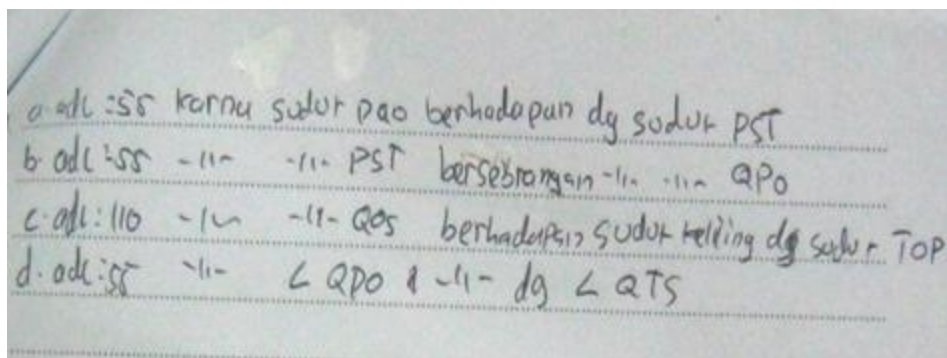 a. adl : 55 karna sudut pao berhadapan dg sudut PST
b. adl : 55 -11- -11- PST bersebrangan -11- -11- QPO
c. adl : 110 -11- -11- QOS berhadapan sudut keliling dg sudut TOP
d. adl : 55 -11- ∠ QPO -11- dg ∠ QTS